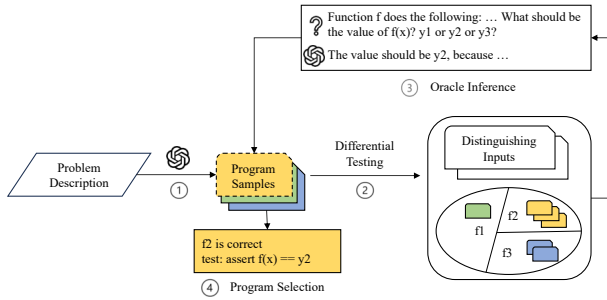 Function f does the following: … What should be
the value of f(x)? y1 or y2 or y3?
The value should be y2, because …
3 Oracle Inference
Problem
Description
1
Program
Samples
Differential
Testing
2
Distinguishing
Inputs
f1
f2
f3
f2 is correct
test: assert f(x) == y2
4 Program Selection